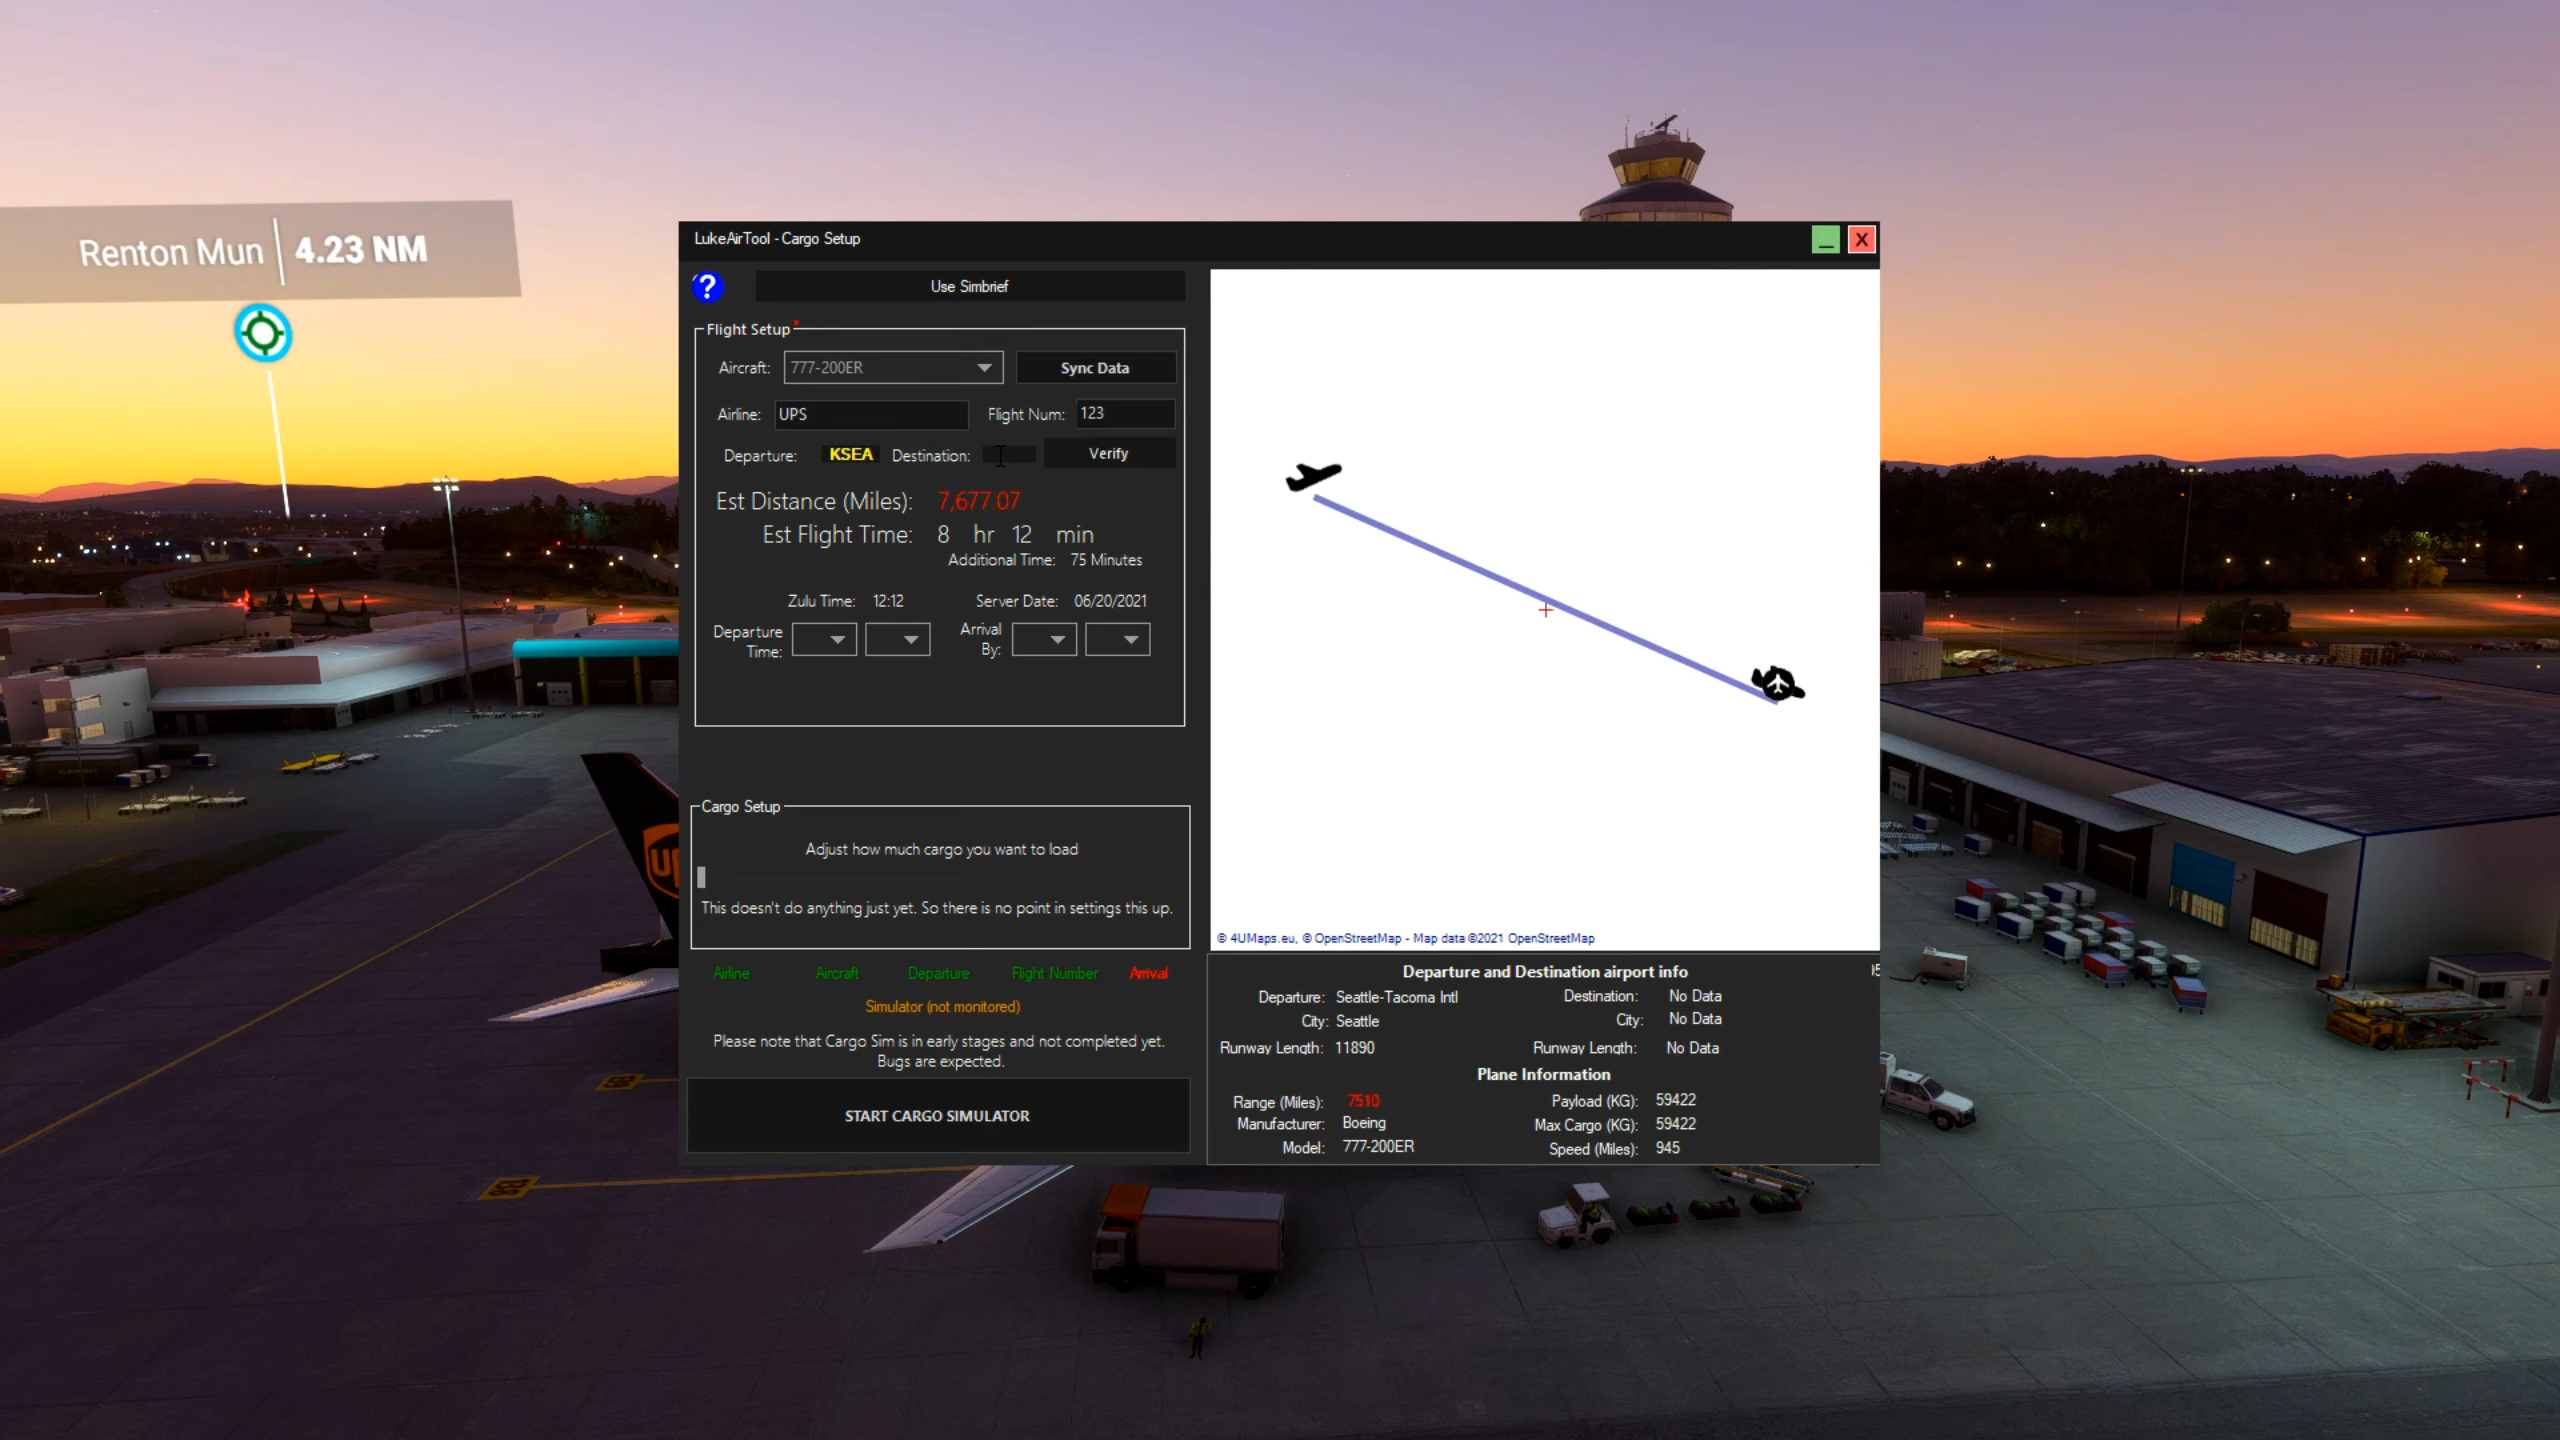 Renton Mun 4.23 NM
LukeAirTool - Cargo Setup
_ X
? Use Simbrief
Flight Setup *
Aircraft: 777-200ER Sync Data
Airline: UPS Flight Num: 123
Departure: KSEA Destination: Verify
Est Distance (Miles): 7,677.07
Est Flight Time: 8 hr 12 min
Additional Time: 75 Minutes
Zulu Time: 12:12 Server Date: 06/20/2021
Departure Time: Arrival By:
Cargo Setup
Adjust how much cargo you want to load
This doesn't do anything just yet. So there is no point in settings this up.
Airline Aircraft Departure Flight Number Arrival
Simulator (not monitored)
Please note that Cargo Sim is in early stages and not completed yet.
Bugs are expected.
START CARGO SIMULATOR
© 4UMaps.eu, © OpenStreetMap - Map data ©2021 OpenStreetMap
Departure and Destination airport info
Departure: Seattle-Tacoma Intl Destination: No Data
City: Seattle City: No Data
Runway Length: 11890 Runway Length: No Data
Plane Information
Range (Miles): 7510 Payload (KG): 59422
Manufacturer: Boeing Max Cargo (KG): 59422
Model: 777-200ER Speed (Miles): 945